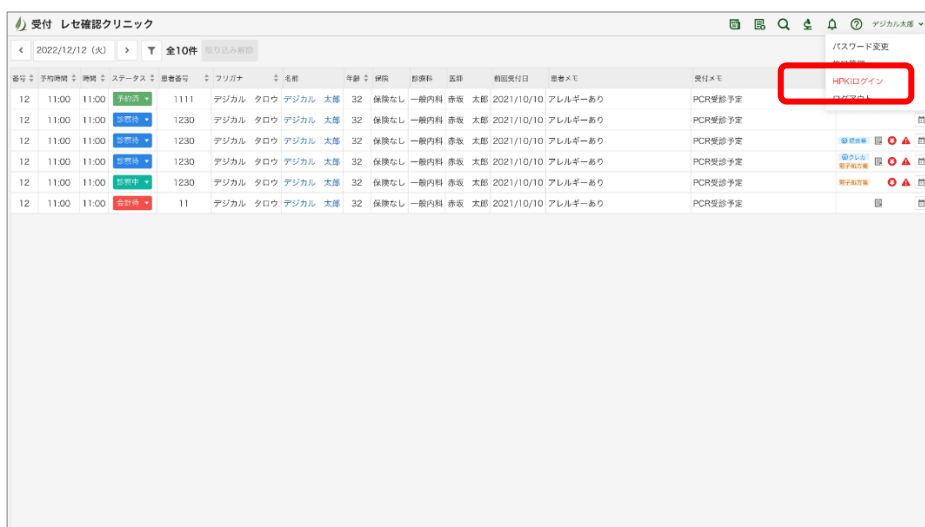 受付 レセ確認クリニック
デジカル太郎
2022/12/12（火）
全10件 絞り込み解除
パスワード変更
HPKIログイン
ログアウト
番号 予約時間 時間 ステータス 患者番号 フリガナ 名前 年齢 保険 診療科 医師 前回受付日 患者メモ 受付メモ
12 11:00 11:00 予約済 1111 デジカル タロウ デジカル 太郎 32 保険なし 一般内科 赤坂 太郎 2021/10/10 アレルギーあり PCR受診予定
12 11:00 11:00 診察待 1230 デジカル タロウ デジカル 太郎 32 保険なし 一般内科 赤坂 太郎 2021/10/10 アレルギーあり PCR受診予定
12 11:00 11:00 診察待 1230 デジカル タロウ デジカル 太郎 32 保険なし 一般内科 赤坂 太郎 2021/10/10 アレルギーあり PCR受診予定
12 11:00 11:00 診察待 1230 デジカル タロウ デジカル 太郎 32 保険なし 一般内科 赤坂 太郎 2021/10/10 アレルギーあり PCR受診予定 クレカ
電子処方箋
12 11:00 11:00 診察中 1230 デジカル タロウ デジカル 太郎 32 保険なし 一般内科 赤坂 太郎 2021/10/10 アレルギーあり PCR受診予定 電子処方箋
12 11:00 11:00 会計待 11 デジカル タロウ デジカル 太郎 32 保険なし 一般内科 赤坂 太郎 2021/10/10 アレルギーあり PCR受診予定